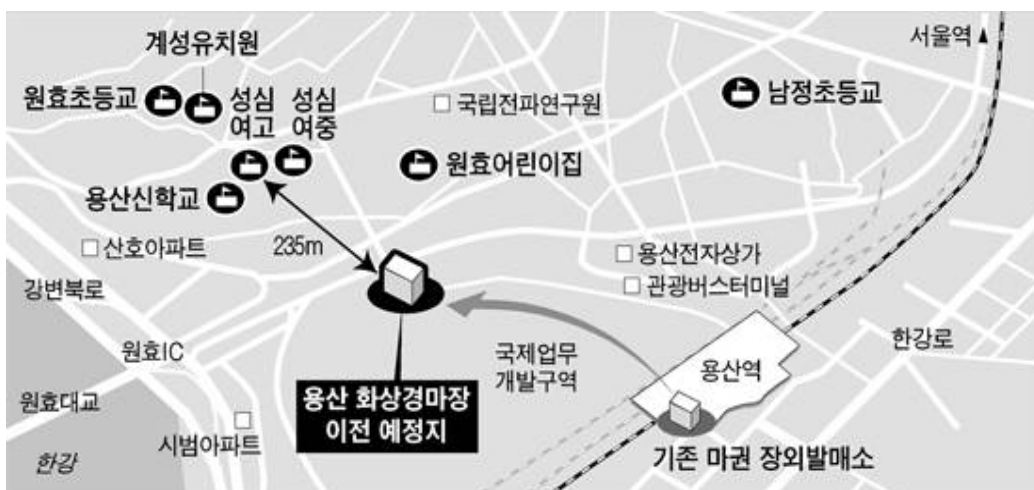 계성유치원
서울역
원효초등교
성심
여고
성심
여중
국립전파연구원
남정초등교
원효어린이집
용산신학교
산호아파트
235m
용산전자상가
관광버스터미널
강변북로
원효IC
국제업무
개발구역
용산역
한강로
원효대교
용산 화상경마장
이전 예정지
시범아파트
한강
기존 마권 장외발매소